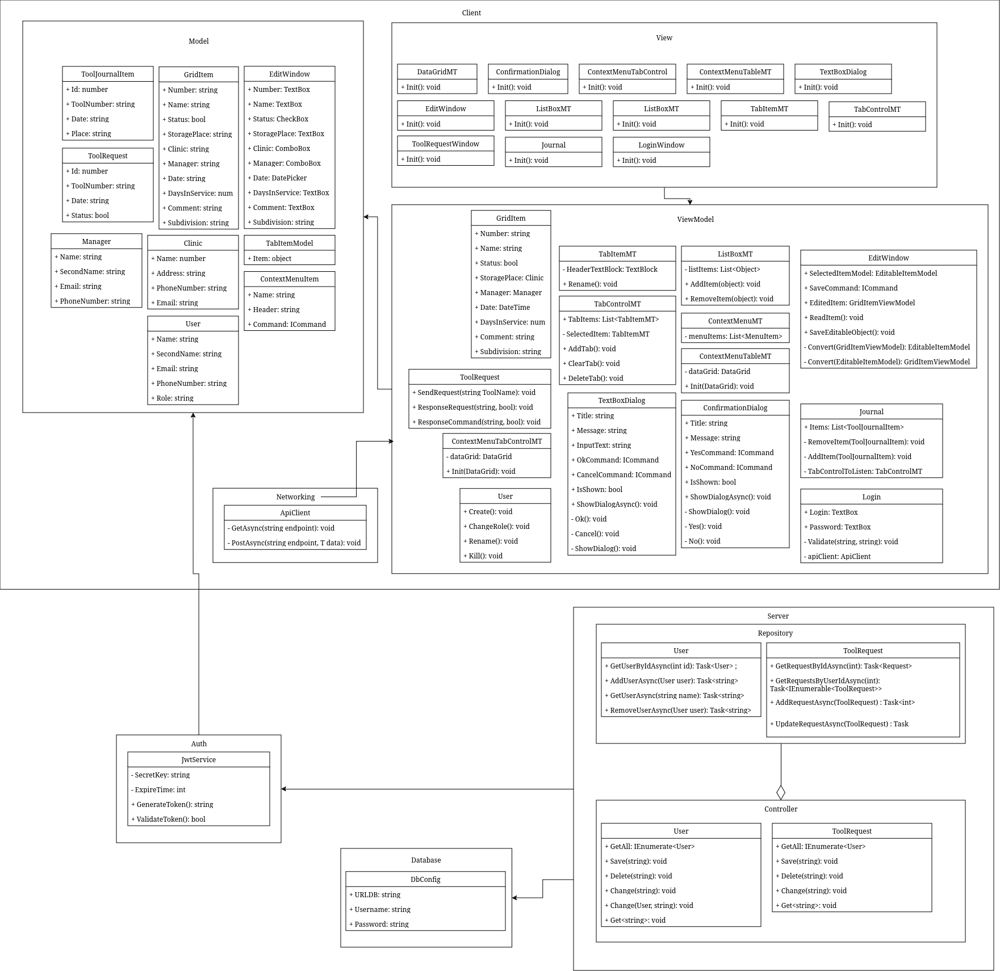 Client
Model
ToolJournalItem
+ Id: number
+ ToolNumber: string
+ Date: string
+ Place: string
GridItem
+ Number: string
+ Name: string
+ Status: bool
+ StoragePlace: string
+ Clinic: string
+ Manager: string
+ Date: string
+ DaysInService: num
+ Comment: string
+ Subdivision: string
EditWindow
+ Number: TextBox
+ Name: TextBox
+ Status: CheckBox
+ StoragePlace: TextBox
+ Clinic: ComboBox
+ Manager: ComboBox
+ Date: DatePicker
+ DaysInService: TextBox
+ Comment: TextBox
+ Subdivision: string
ToolRequest
+ Id: number
+ ToolNumber: string
+ Date: string
+ Status: bool
Manager
+ Name: string
+ SecondName: string
+ Email: string
+ PhoneNumber: string
Clinic
+ Name: number
+ Address: string
+ PhoneNumber: string
+ Email: string
TabItemModel
+ Item: object
ContextMenuItem
+ Name: string
+ Header: string
+ Command: ICommand
User
+ Name: string
+ SecondName: string
+ Email: string
+ PhoneNumber: string
+ Role: string
View
DataGridMT
+ Init(): void
ConfirmationDialog
+ Init(): void
ContextMenuTabControl
+ Init(): void
ContextMenuTableMT
+ Init(): void
TextBoxDialog
+ Init(): void
EditWindow
+ Init(): void
ListBoxMT
+ Init(): void
ListBoxMT
+ Init(): void
TabItemMT
+ Init(): void
TabControlMT
+ Init(): void
ToolRequestWindow
+ Init(): void
Journal
+ Init(): void
LoginWindow
+ Init(): void
ViewModel
GridItem
+ Number: string
+ Name: string
+ Status: bool
+ StoragePlace: Clinic
+ Manager: Manager
+ Date: DateTime
+ DaysInService: num
+ Comment: string
+ Subdivision: string
TabItemMT
- HeaderTextBlock: TextBlock
+ Rename(): void
ListBoxMT
- listItems: List<Object>
+ AddItem(object): void
+ RemoveItem(object): void
EditWindow
+ SelectedItemModel: EditableItemModel
+ SaveCommand: ICommand
+ EditedItem: GridItemViewModel
+ ReadItem(): void
+ SaveEditableObject(): void
- Convert(GridItemViewModel): EditableItemModel
- Convert(EditableItemModel): GridItemViewModel
TabControlMT
+ TabItems: List<TabItemMT>
- SelectedItem: TabItemMT
+ AddTab(): void
+ ClearTab(): void
+ DeleteTab(): void
ContextMenuMT
- menuItems: List<MenuItem>
ContextMenuTableMT
- dataGrid: DataGrid
+ Init(DataGrid): void
ToolRequest
+ SendRequest(string ToolName): void
+ ResponseRequest(string, bool): void
+ ResponseCommand(string, bool): void
TextBoxDialog
+ Title: string
+ Message: string
+ InputText: string
+ OkCommand: ICommand
+ CancelCommand: ICommand
+ IsShown: bool
+ ShowDialogAsync(): void
- Ok(): void
- Cancel(): void
- ShowDialog(): void
ConfirmationDialog
+ Title: string
+ Message: string
+ YesCommand: ICommand
+ NoCommand: ICommand
+ IsShown: bool
+ ShowDialogAsync(): void
- ShowDialog(): void
- Yes(): void
- No(): void
Journal
+ Items: List<ToolJournalItem>
- RemoveItem(ToolJournalItem): void
- AddItem(ToolJournalItem): void
- TabControlToListen: TabControlMT
ContextMenuTabControlMT
- dataGrid: DataGrid
+ Init(DataGrid): void
User
+ Create(): void
+ ChangeRole(): void
+ Rename(): void
+ Kill(): void
Login
+ Login: TextBox
+ Password: TextBox
- Validate(string, string): void
- apiClient: ApiClient
Networking
ApiClient
- GetAsync(string endpoint): void
- PostAsync(string endpoint, T data): void
Server
Repository
User
+ GetUserByIdAsync(int id): Task<User> ;
+ AddUserAsync(User user): Task<string>
+ GetUserAsync(string name): Task<string>
+ RemoveUserAsync(User user): Task<string>
ToolRequest
+ GetRequestByIdAsync(int): Task<Request>
+ GetRequestsByUserIdAsync(int):
Task<IEnumerable<ToolRequest>>
+ AddRequestAsync(ToolRequest) : Task<int>
+ UpdateRequestAsync(ToolRequest) : Task
Auth
JwtService
- SecretKey: string
- ExpireTime: int
+ GenerateToken(): string
+ ValidateToken(): bool
Controller
User
+ GetAll: IEnumerate<User>
+ Save(string): void
+ Delete(string): void
+ Change(string): void
+ Change(User, string): void
+ Get<string>: void
ToolRequest
+ GetAll: IEnumerate<User>
+ Save(string): void
+ Delete(string): void
+ Change(string): void
+ Get<string>: void
Database
DbConfig
+ URLDB: string
+ Username: string
+ Password: string